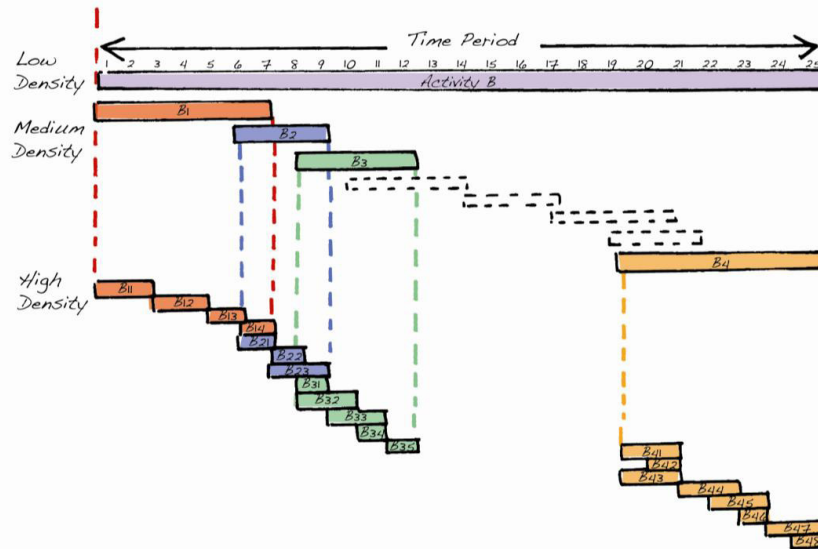 Time Period
Low Density
1 2 3 4 5 6 7 8 9 10 11 12 13 14 15 16 17 18 19 20 21 22 23 24 25
Activity B
B1
Medium Density
B2
B3
B4
High Density
B11
B12
B13
B14
B21
B22
B23
B31
B32
B33
B34
B35
B41
B42
B43
B44
B45
B46
B47
B48